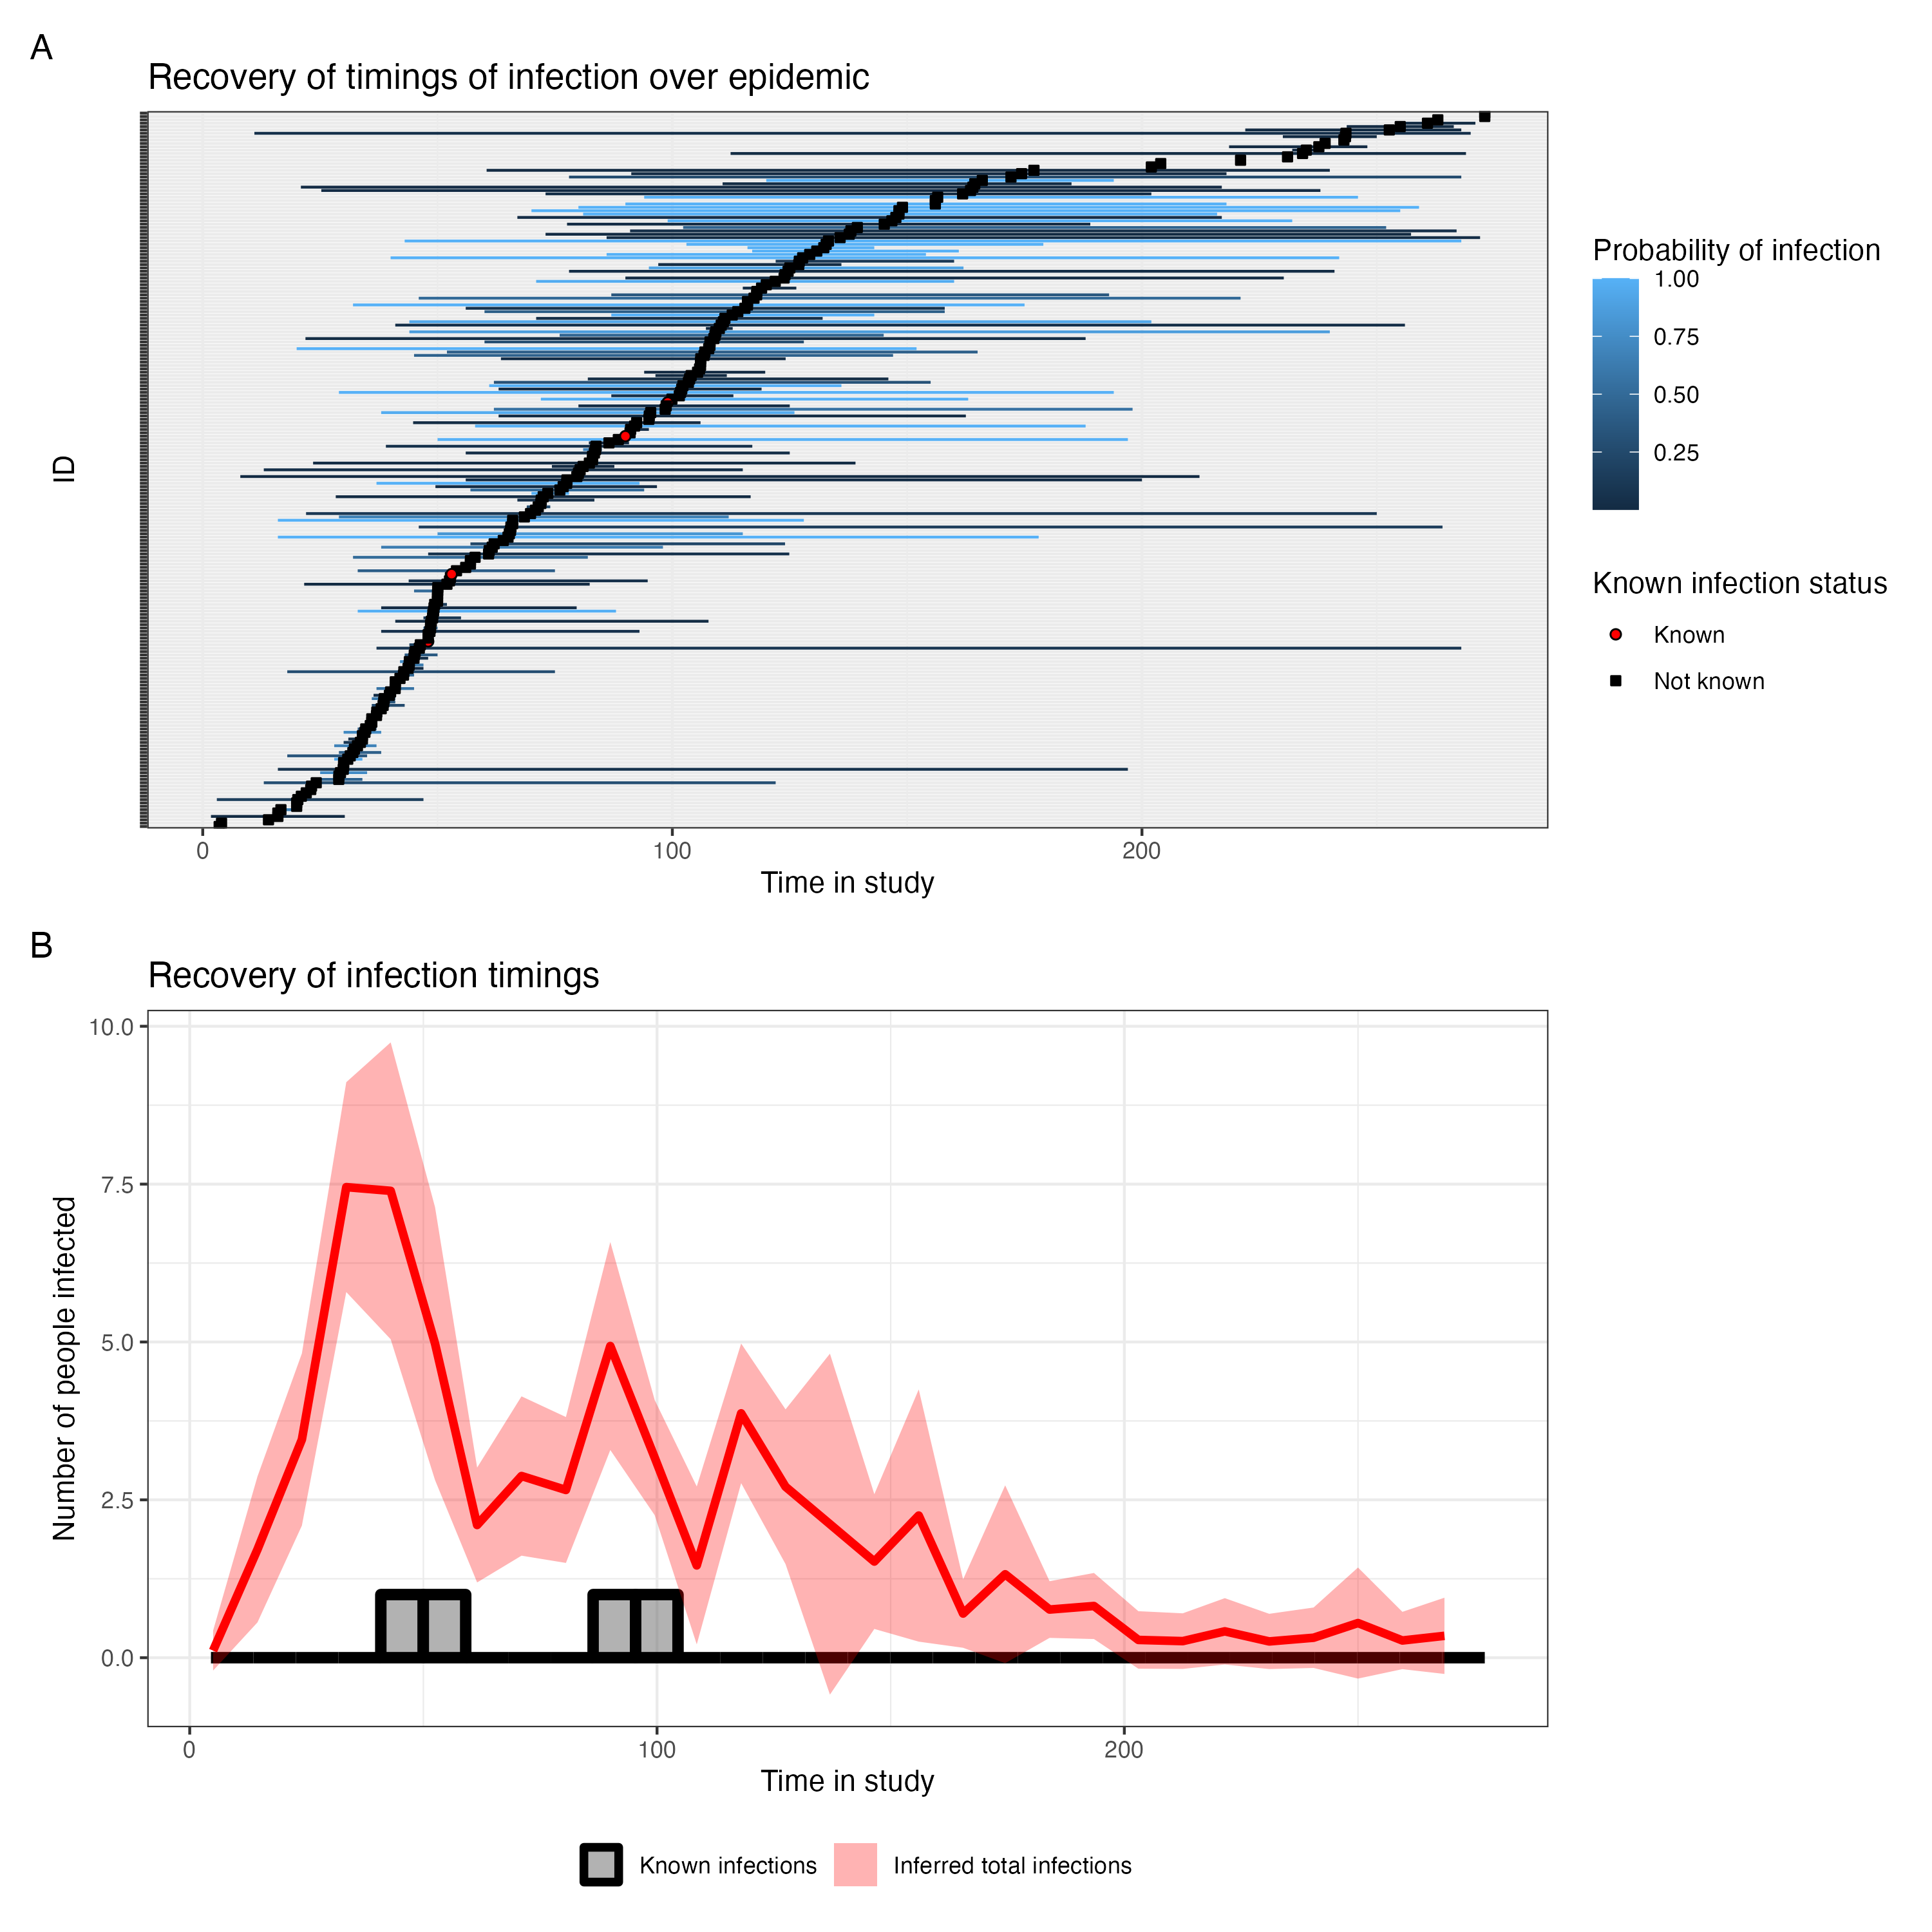 A
Recovery of timings of infection over epidemic
ID
0 100 200
Time in study
Probability of infection
1.00
0.75
0.50
0.25
Known infection status
Known
Not known
B
Recovery of infection timings
Number of people infected
10.0
7.5
5.0
2.5
0.0
0 100 200
Time in study
Known infections Inferred total infections